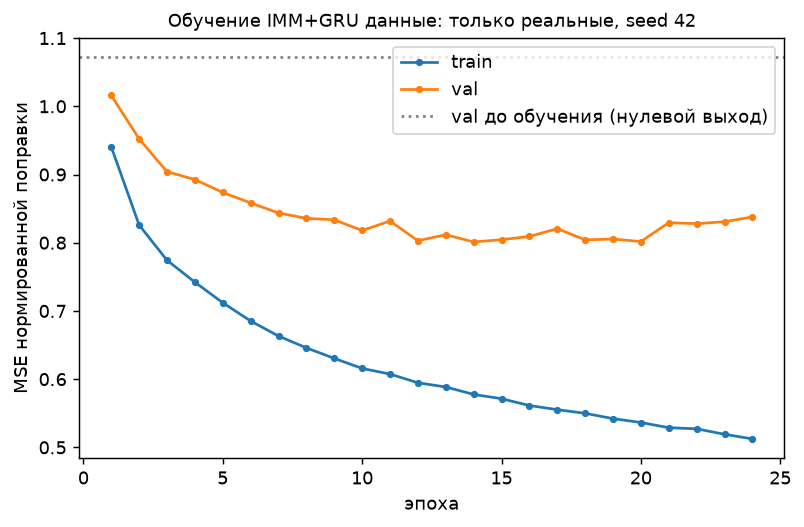 Обучение IMM+GRU данные: только реальные, seed 42
MSE нормированной поправки
1.1
1.0
0.9
0.8
0.7
0.6
0.5
train
val
val до обучения (нулевой выход)
0
5
10
15
20
25
эпоха